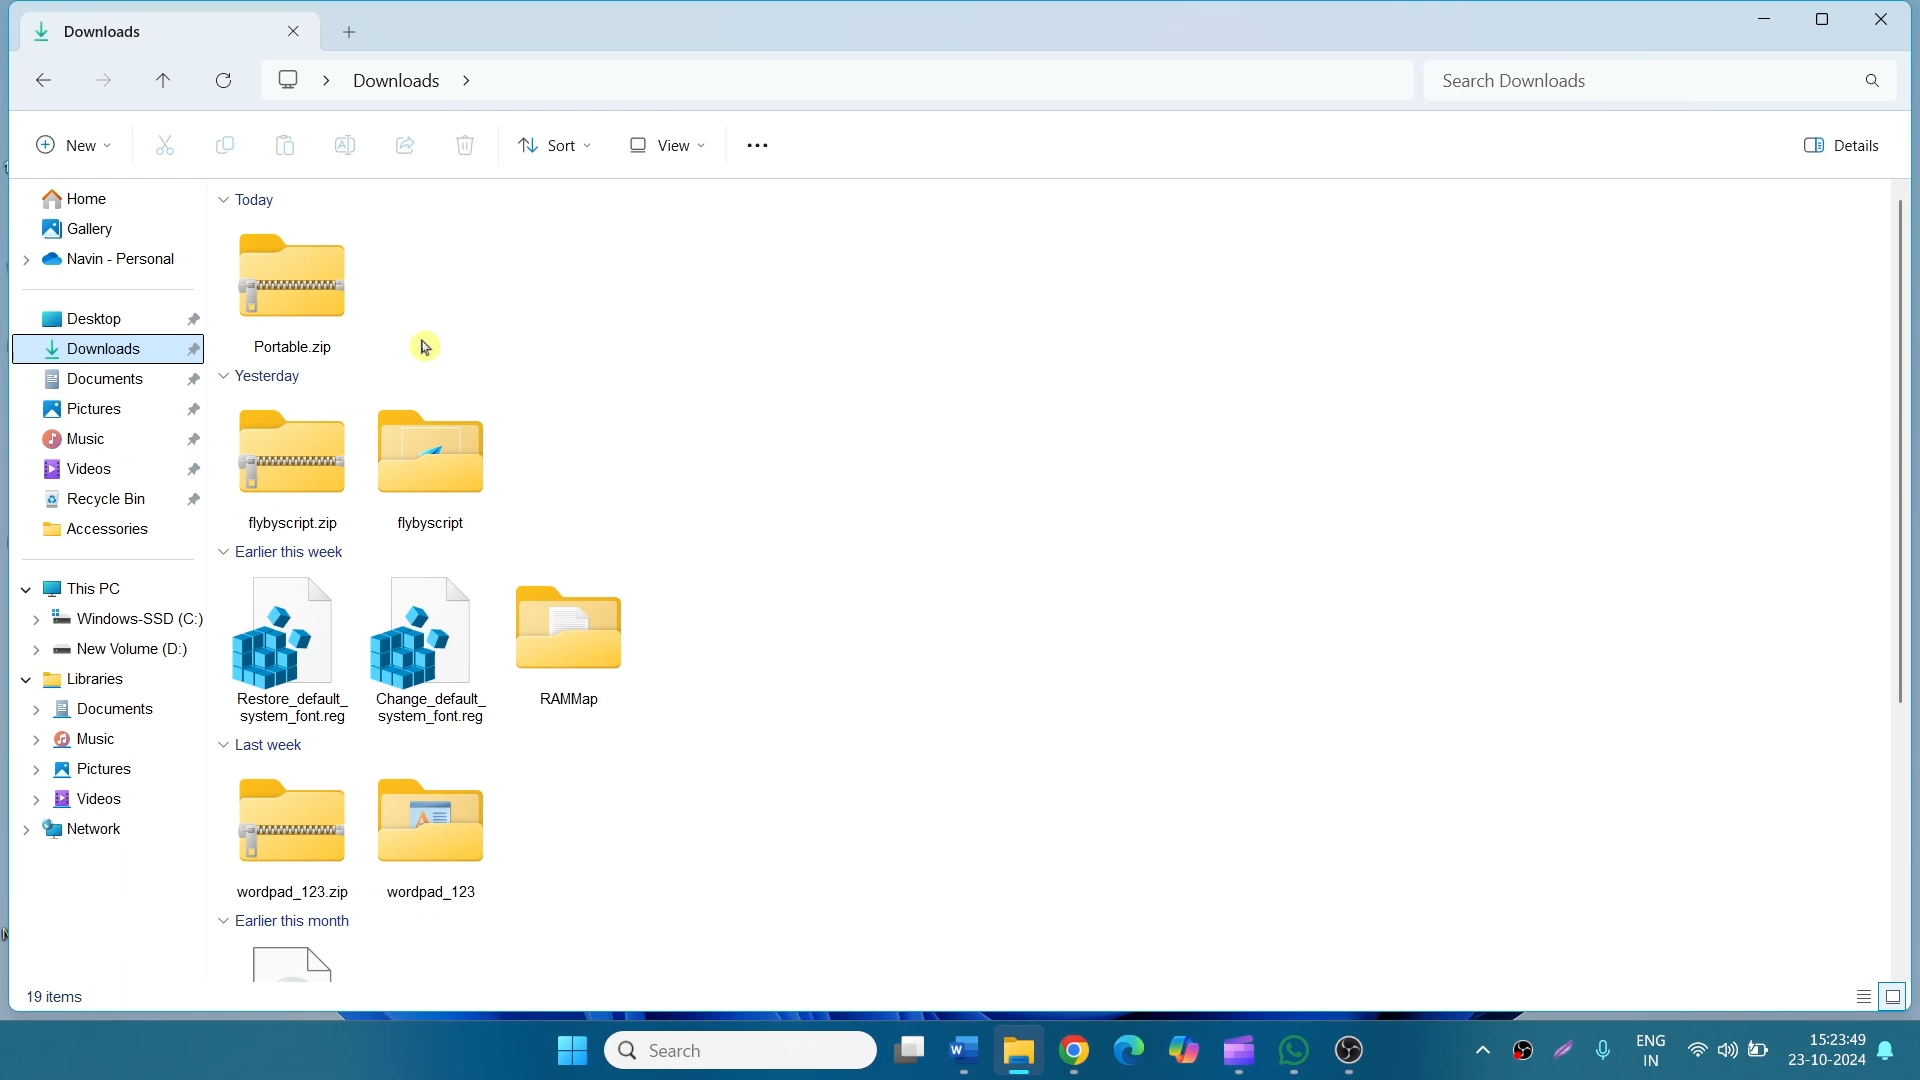 Downloads
Downloads
Search Downloads
New
Sort
View
Details
Home
Gallery
Navin - Personal
Desktop
Downloads
Documents
Pictures
Music
Videos
Recycle Bin
Accessories
This PC
Windows-SSD (C:)
New Volume (D:)
Libraries
Documents
Music
Pictures
Videos
Network
Today
Portable.zip
Yesterday
flybyscript.zip
flybyscript
Earlier this week
Restore_default_
system_font.reg
Change_default_
system_font.reg
RAMMap
Last week
wordpad_123.zip
wordpad_123
Earlier this month
19 items
Search
ENG
IN
15:23:49
23-10-2024